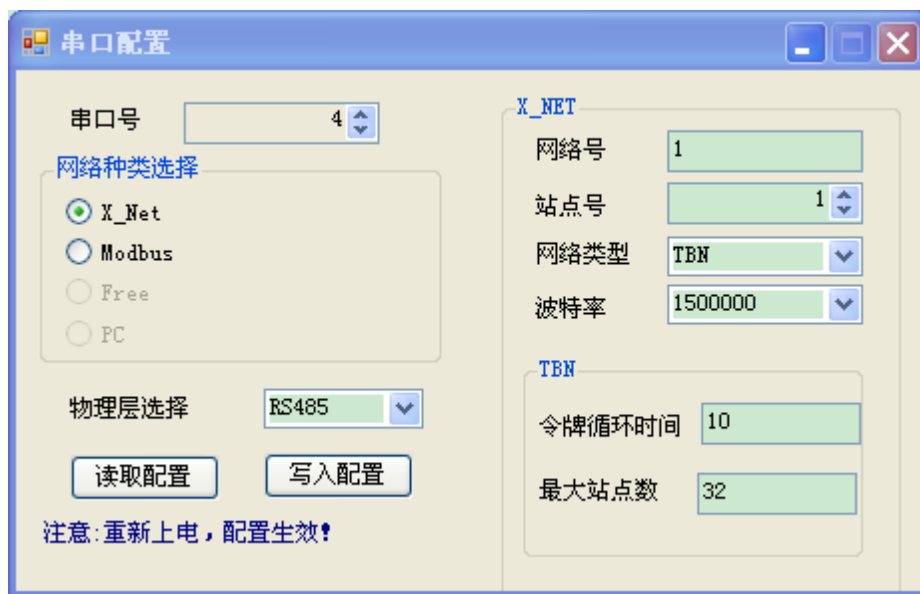 串口配置
串口号 4
网络种类选择
X_Net
Modbus
Free
PC
物理层选择 RS485
读取配置 写入配置
注意:重新上电,配置生效!
X_NET
网络号 1
站点号 1
网络类型 TBN
波特率 1500000
TBN
令牌循环时间 10
最大站点数 32